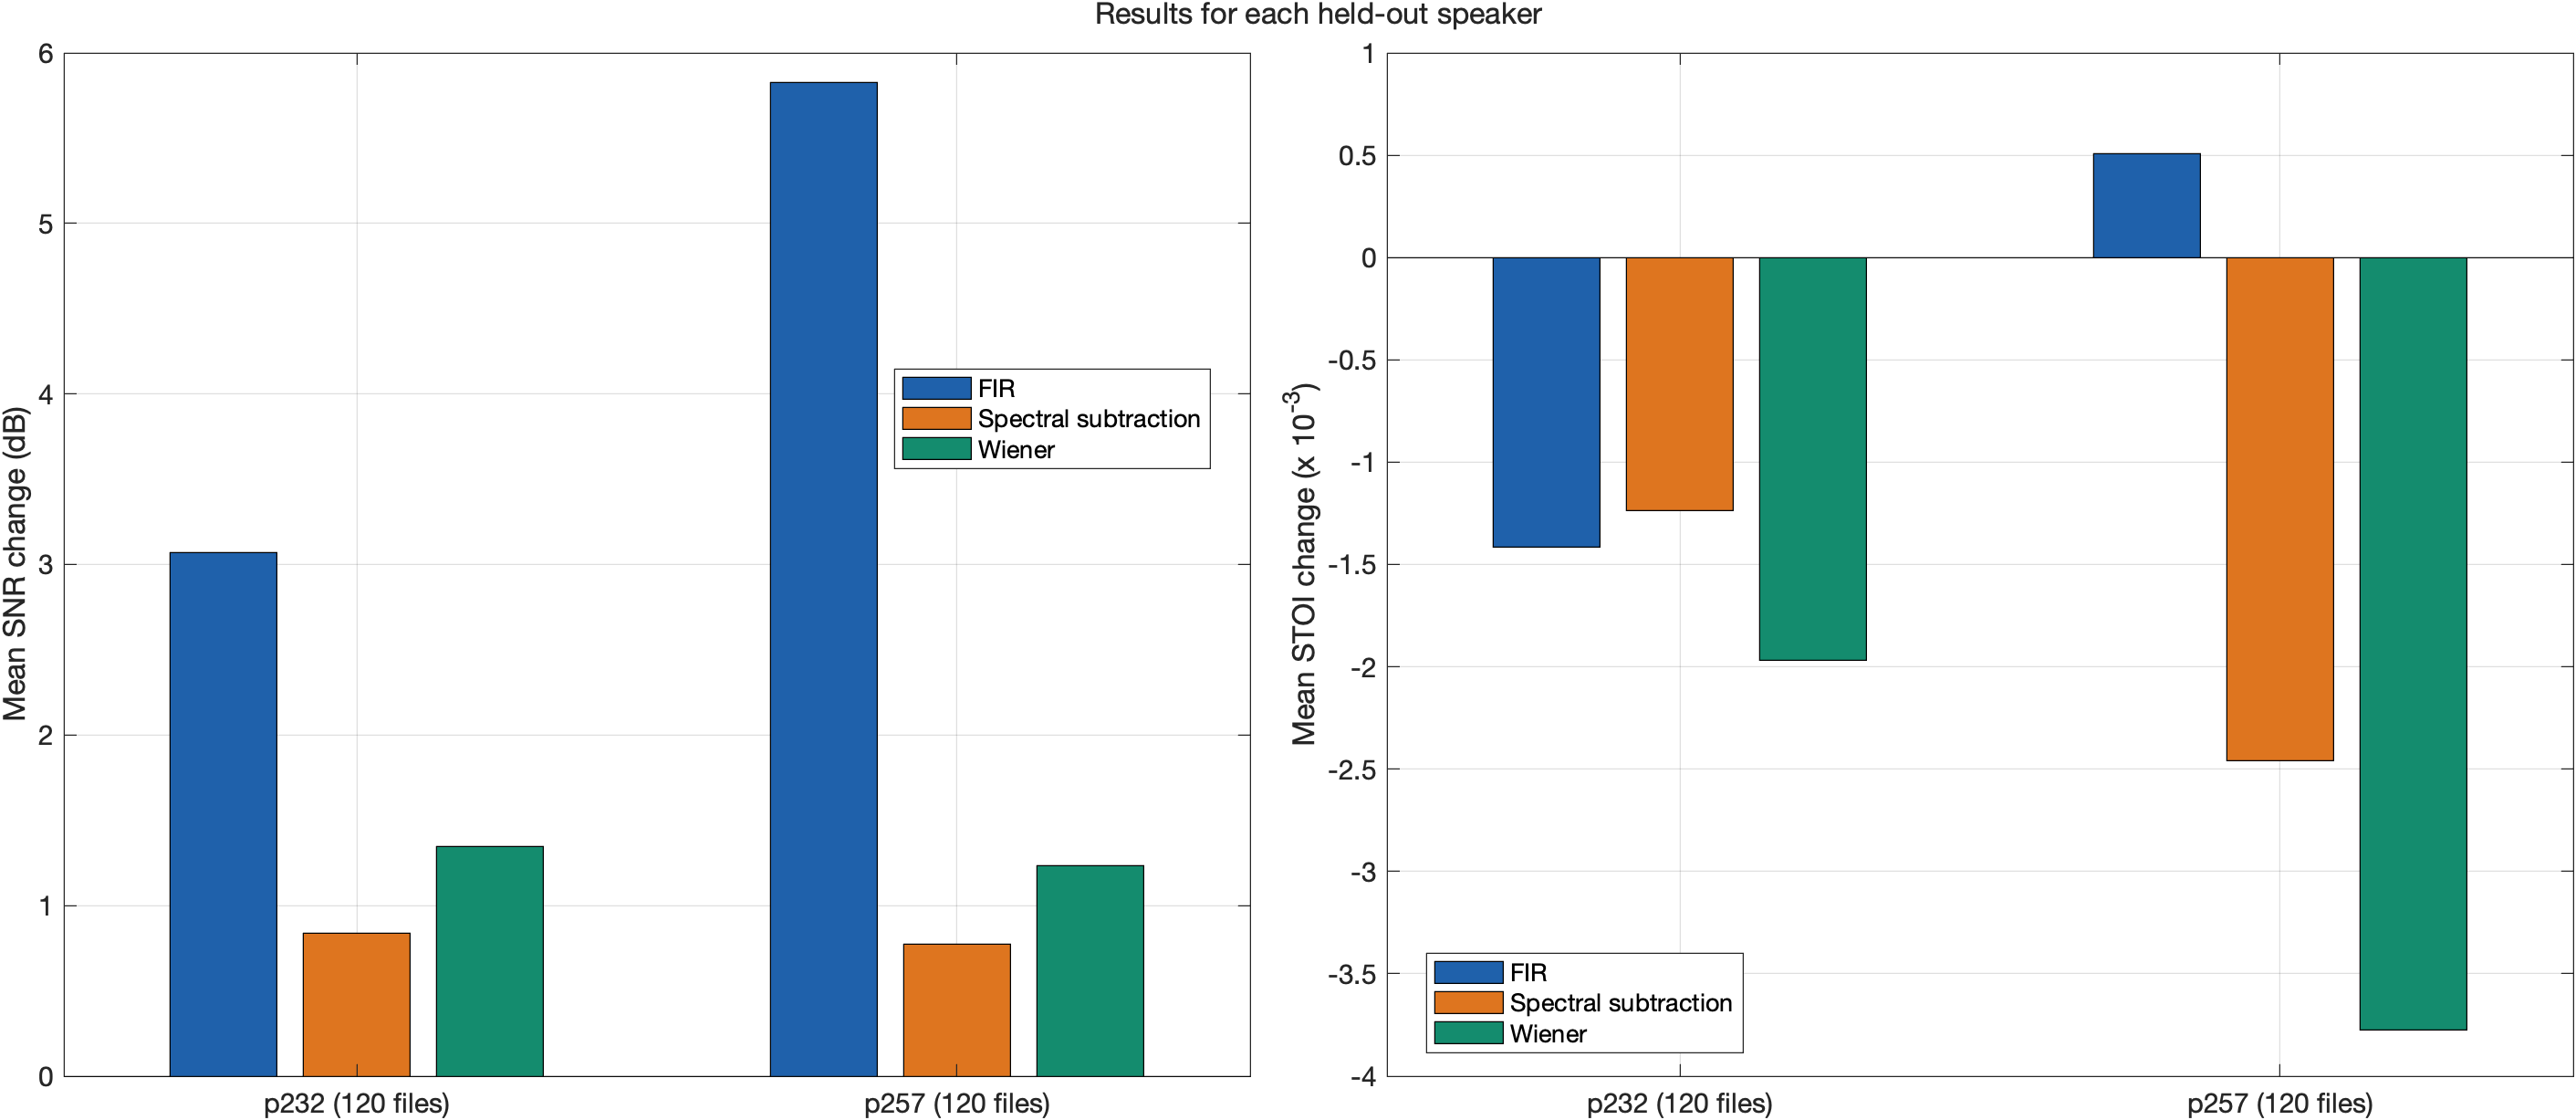 Results for each held-out speaker
Mean SNR change (dB)
6
5
4
3
2
1
0
FIR
Spectral subtraction
Wiener
p232 (120 files)
p257 (120 files)
Mean STOI change (x 10^-3)
1
0.5
0
-0.5
-1
-1.5
-2
-2.5
-3
-3.5
-4
FIR
Spectral subtraction
Wiener
p232 (120 files)
p257 (120 files)